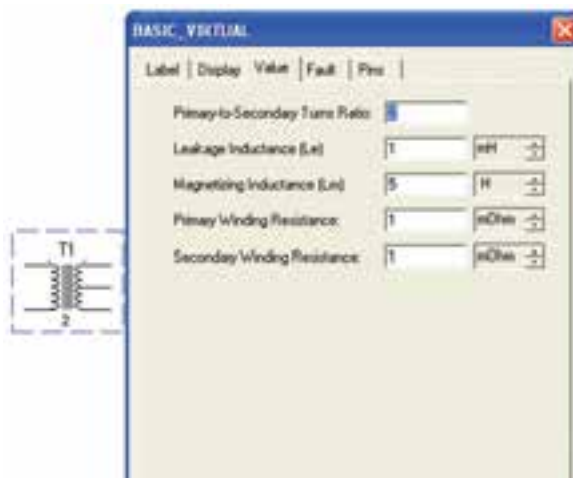 BASIC_VIRTUAL
Label Display Value Fault Pins
Primary-to-Secondary Turns Ratio:
Leakage Inductance (Le) 1 mH
Magnetizing Inductance (Lm) 5 H
Primary Winding Resistance: 1 mOhm
Secondary Winding Resistance: 1 mOhm
T1
2